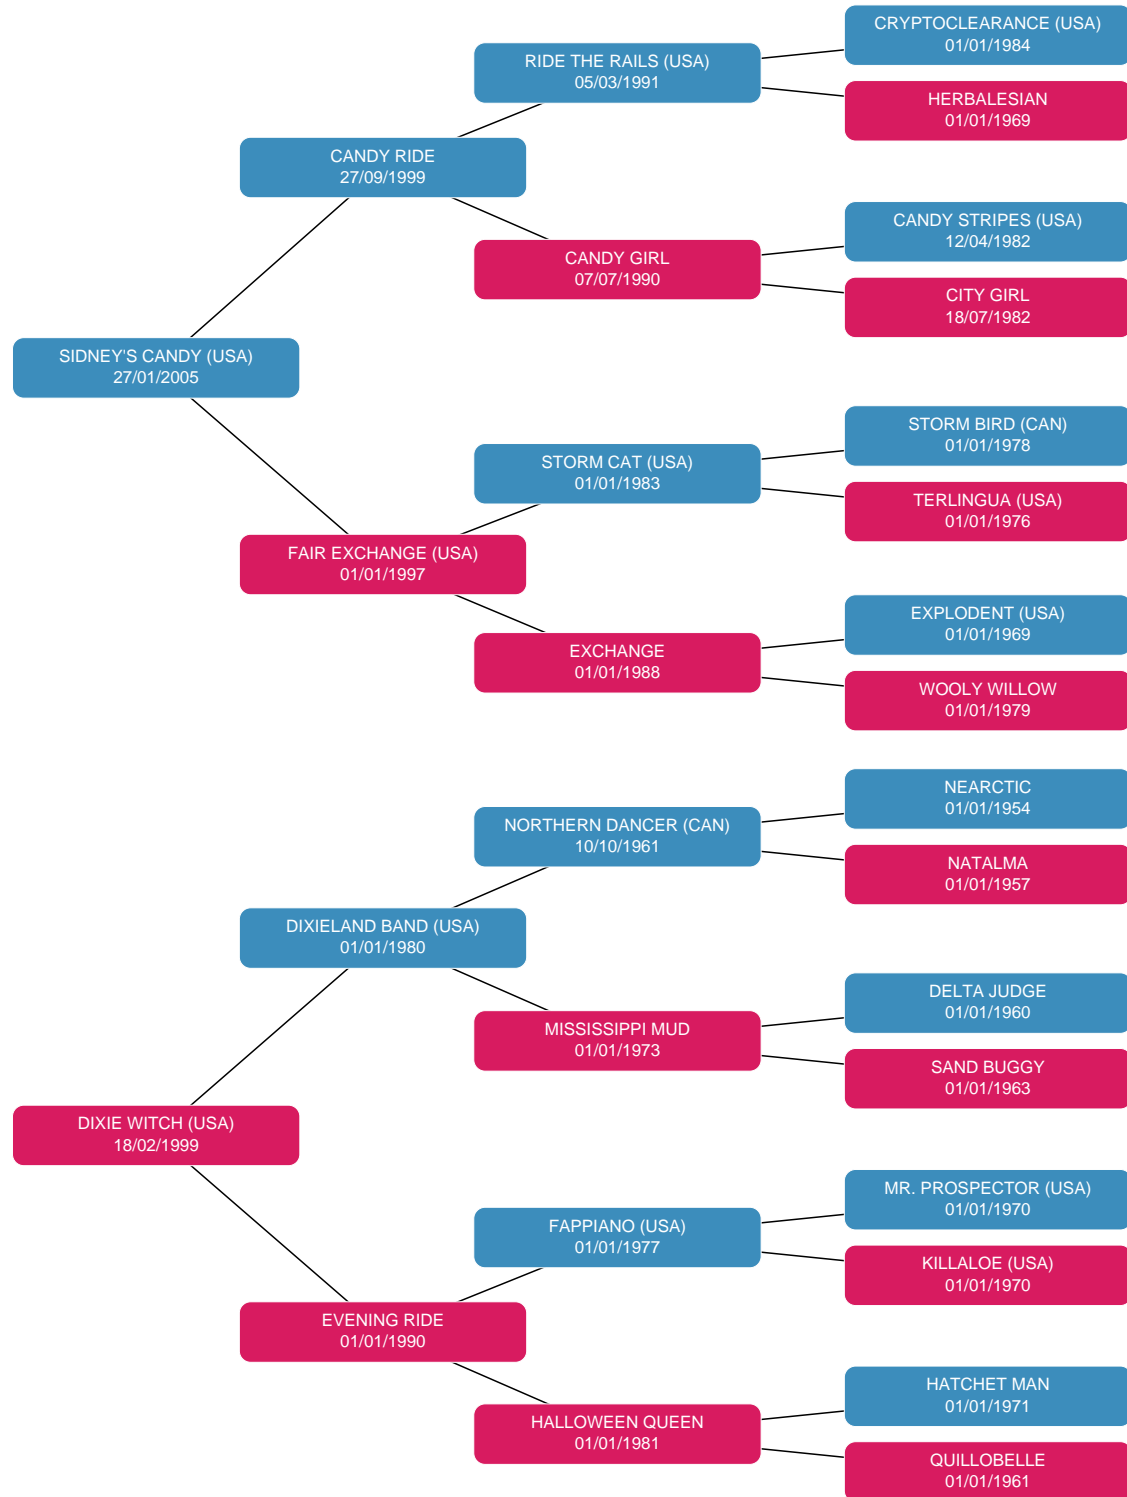 CRYPTOCLEARANCE (USA)
01/01/1984
RIDE THE RAILS (USA)
05/03/1991
HERBALESIAN
01/01/1969
CANDY RIDE
27/09/1999
CANDY STRIPES (USA)
12/04/1982
CANDY GIRL
07/07/1990
CITY GIRL
18/07/1982
SIDNEY'S CANDY (USA)
27/01/2005
STORM BIRD (CAN)
01/01/1978
STORM CAT (USA)
01/01/1983
TERLINGUA (USA)
01/01/1976
FAIR EXCHANGE (USA)
01/01/1997
EXPLODENT (USA)
01/01/1969
EXCHANGE
01/01/1988
WOOLY WILLOW
01/01/1979
NEARCTIC
01/01/1954
NORTHERN DANCER (CAN)
10/10/1961
NATALMA
01/01/1957
DIXIELAND BAND (USA)
01/01/1980
DELTA JUDGE
01/01/1960
MISSISSIPPI MUD
01/01/1973
SAND BUGGY
01/01/1963
DIXIE WITCH (USA)
18/02/1999
MR. PROSPECTOR (USA)
01/01/1970
FAPPIANO (USA)
01/01/1977
KILLALOE (USA)
01/01/1970
EVENING RIDE
01/01/1990
HATCHET MAN
01/01/1971
HALLOWEEN QUEEN
01/01/1981
QUILLOBELLE
01/01/1961